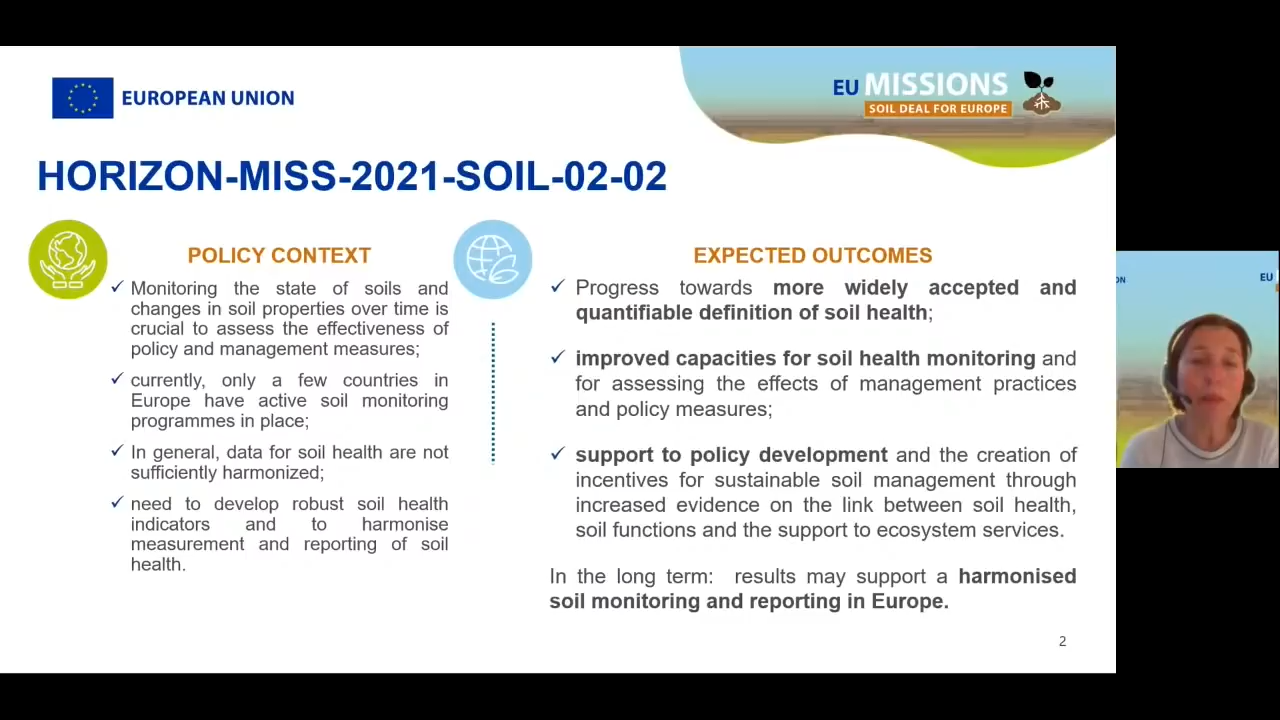 EUROPEAN UNION
EU MISSIONS
SOIL DEAL FOR EUROPE
HORIZON-MISS-2021-SOIL-02-02
POLICY CONTEXT
✓ Monitoring the state of soils and
changes in soil properties over time is
crucial to assess the effectiveness of
policy and management measures;
✓ currently, only a few countries in
Europe have active soil monitoring
programmes in place;
✓ In general, data for soil health are not
sufficiently harmonized;
✓ need to develop robust soil health
indicators and to harmonise
measurement and reporting of soil
health.
EXPECTED OUTCOMES
✓ Progress towards more widely accepted and
quantifiable definition of soil health;
✓ improved capacities for soil health monitoring and
for assessing the effects of management practices
and policy measures;
✓ support to policy development and the creation of
incentives for sustainable soil management through
increased evidence on the link between soil health,
soil functions and the support to ecosystem services.
In the long term: results may support a harmonised
soil monitoring and reporting in Europe.
2
ON
EU